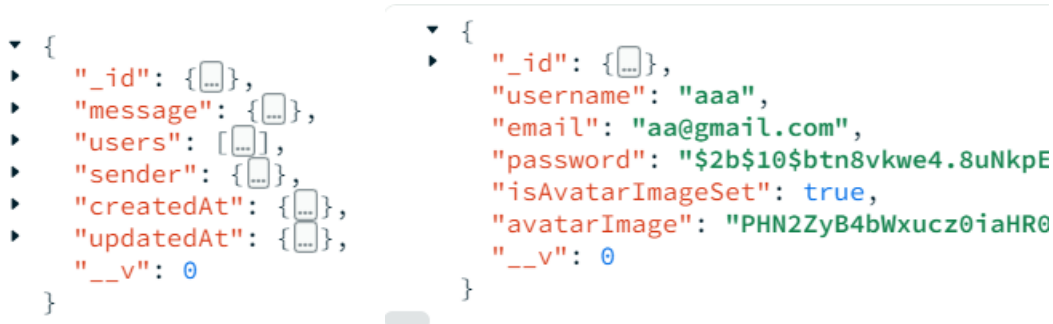 {
"_id": {...},
"message": {...},
"users": [...],
"sender": {...},
"createdAt": {...},
"updatedAt": {...},
"__v": 0
}
{
"_id": {...},
"username": "aaa",
"email": "aa@gmail.com",
"password": "$2b$10$btn8vkwe4.8uNkpE
"isAvatarImageSet": true,
"avatarImage": "PHN2ZyB4bWxucz0iaHR0
"__v": 0
}